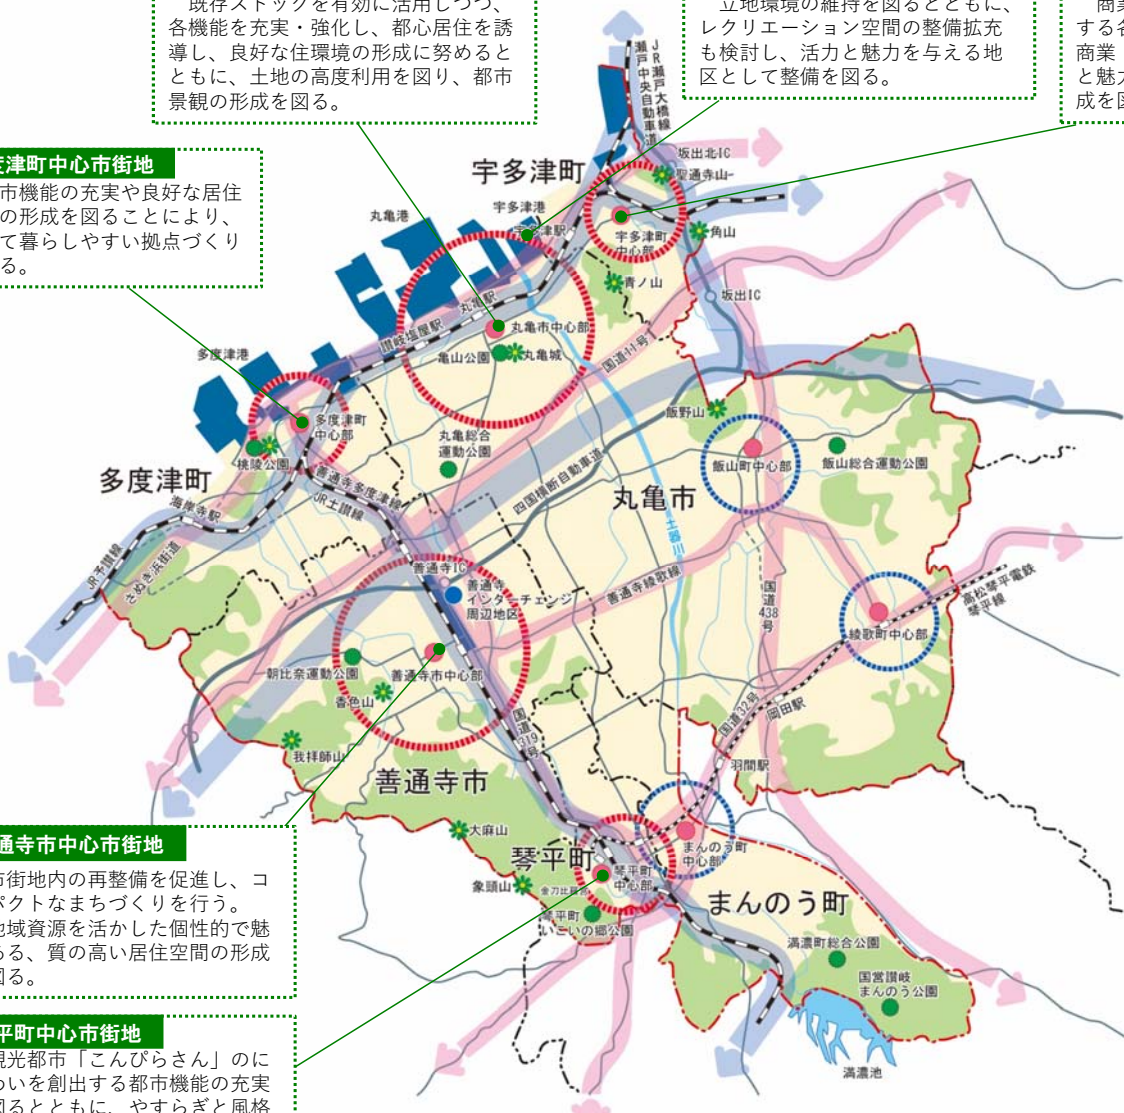 既存ストックを有効に活用しつつ、
各機能を充実・強化し、都心居住を誘
導し、良好な住環境の形成に努めると
ともに、土地の高度利用を図り、都市
景観の形成を図る。
立地環境の維持を図るとともに、
レクリエーション空間の整備拡充
も検討し、活力と魅力を与える地
区として整備を図る。
商業
する各
商業
と魅力
成を図
度津町中心市街地
市機能の充実や良好な居住
の形成を図ることにより、
て暮らしやすい拠点づくり
る。
JR瀬戸大橋線
瀬戸中央自動車道
坂出北IC
聖通寺山
宇多津町
宇多津港
宇多津駅
宇多津町
中心部
角山
丸亀港
青ノ山
坂出IC
丸亀駅
讃岐塩屋駅
丸亀市中心部
亀山公園
丸亀城
国道11号
多度津港
多度津町
中心部
桃陵公園
丸亀総合
運動公園
飯野山
飯山町中心部
飯山総合運動公園
多度津町
海岸寺駅
善通寺多度津線
JR土讃線
四国横断自動車道
丸亀市
土器川
JR予讃線
さぬき浜街道
善通寺IC
善通寺
インターチェンジ
周辺地区
善通寺綾歌線
国道438号
高松琴平電鉄
琴平線
綾歌町中心部
朝比奈運動公園
善通寺市中心部
香色山
我拝師山
国道319号
国道32号
岡田駅
羽間駅
善通寺市
大麻山
琴平町
象頭山
琴平町
中心部
まんのう町
中心部
琴平町
いこいの郷公園
まんのう町
満濃町総合公園
国営讃岐
まんのう公園
満濃池
通寺市中心市街地
市街地内の再整備を促進し、コ
パクトなまちづくりを行う。
地域資源を活かした個性的で魅
ある、質の高い居住空間の形成
図る。
平町中心市街地
観光都市「こんぴらさん」のに
わいを創出する都市機能の充実
図るとともに、やすらぎと風格